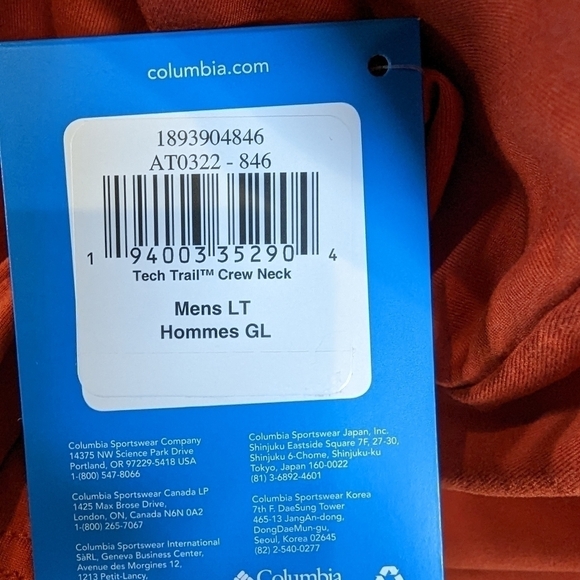 columbia.com
1893904846
AT0322 - 846
1 94003 35290 4
Tech Trail™ Crew Neck
Mens LT
Hommes GL
Columbia Sportswear Company
14375 NW Science Park Drive
Portland, OR 97229-5418 USA
1-(800) 547-8066
Columbia Sportswear Canada LP
1425 Max Brose Drive,
London, ON, Canada N6N 0A2
1-(800) 265-7067
Columbia Sportswear International
SàRL, Geneva Business Center,
Avenue des Morgines 12,
1213 Petit-Lancy,
Columbia Sportswear Japan, Inc.
Shinjuku Eastside Square 7F, 27-30,
Shinjuku 6-Chome, Shinjuku-ku
Tokyo, Japan 160-0022
(81) 3-6892-4601
Columbia Sportswear Korea
7th F. DaeSung Tower
465-13 JangAn-dong,
DongDaeMun-gu,
Seoul, Korea 02645
(82) 2-540-0277
Columbia